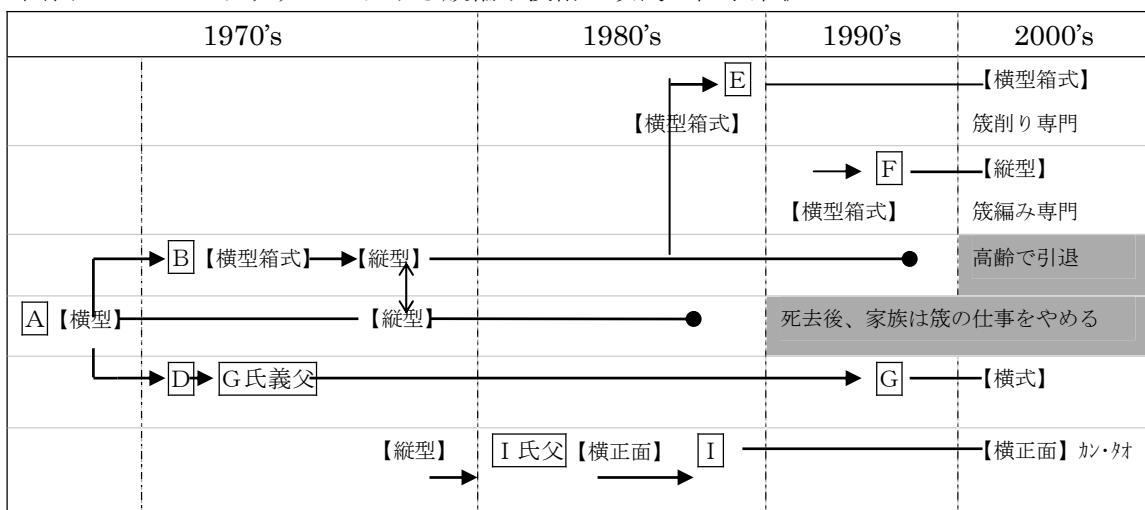 1970's 1980's 1990's 2000's
E 【横型箱式】
【横型箱式】 筬削り専門
F 【縦型】
【横型箱式】 筬編み専門
B 【横型箱式】 【縦型】 高齢で引退
A 【横型】 【縦型】 死去後、家族は筬の仕事をやめる
D G氏義父 G 【横式】
【縦型】 I氏父 【横正面】 I 【横正面】 ｶﾝ・ﾀｵ